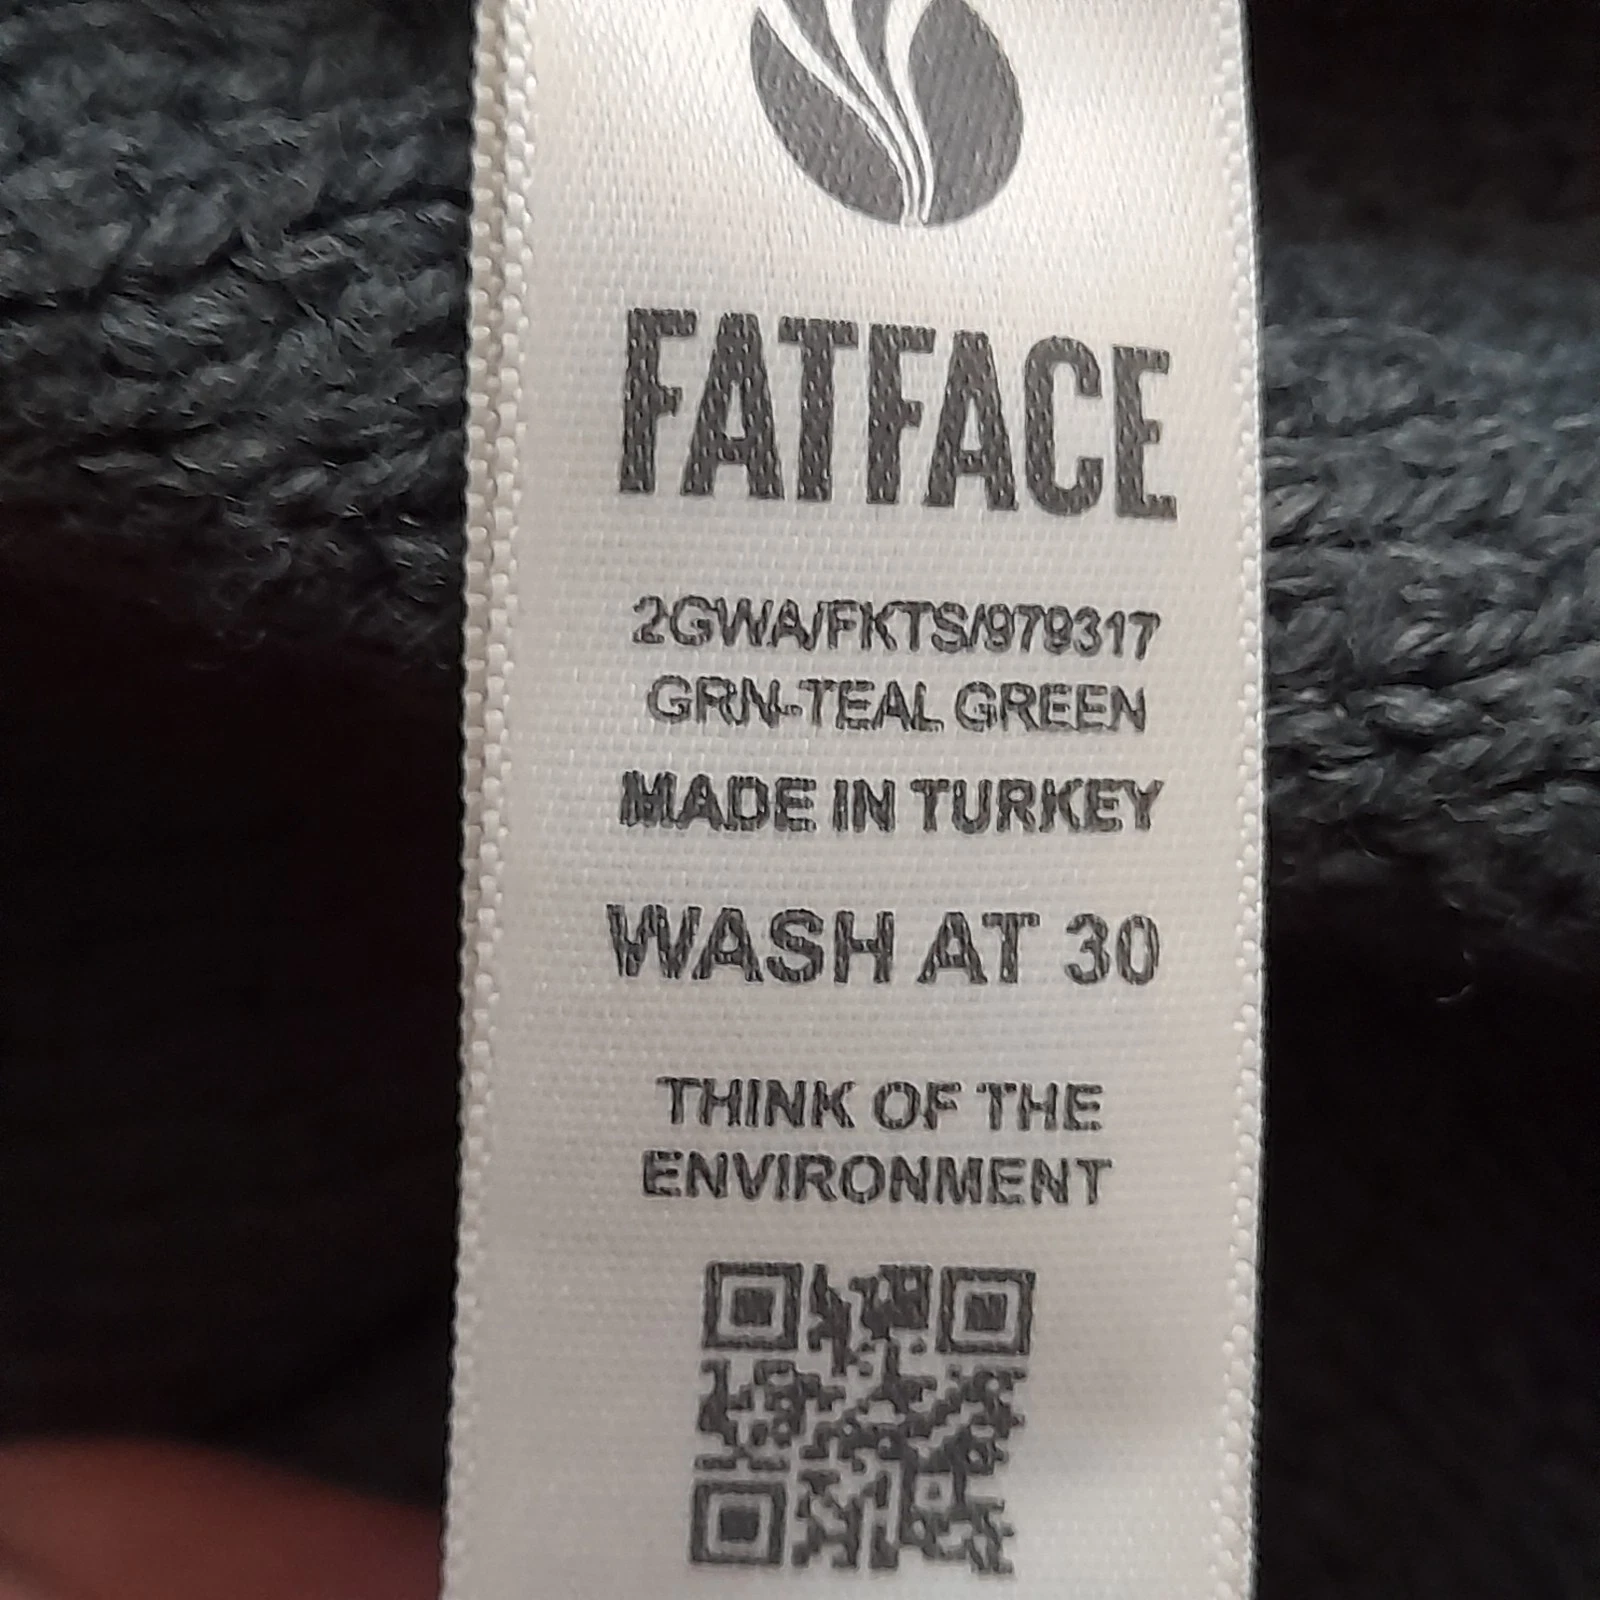 FATFACE
2GWA/FKTS/979317
GRN-TEAL GREEN
MADE IN TURKEY
WASH AT 30
THINK OF THE
ENVIRONMENT